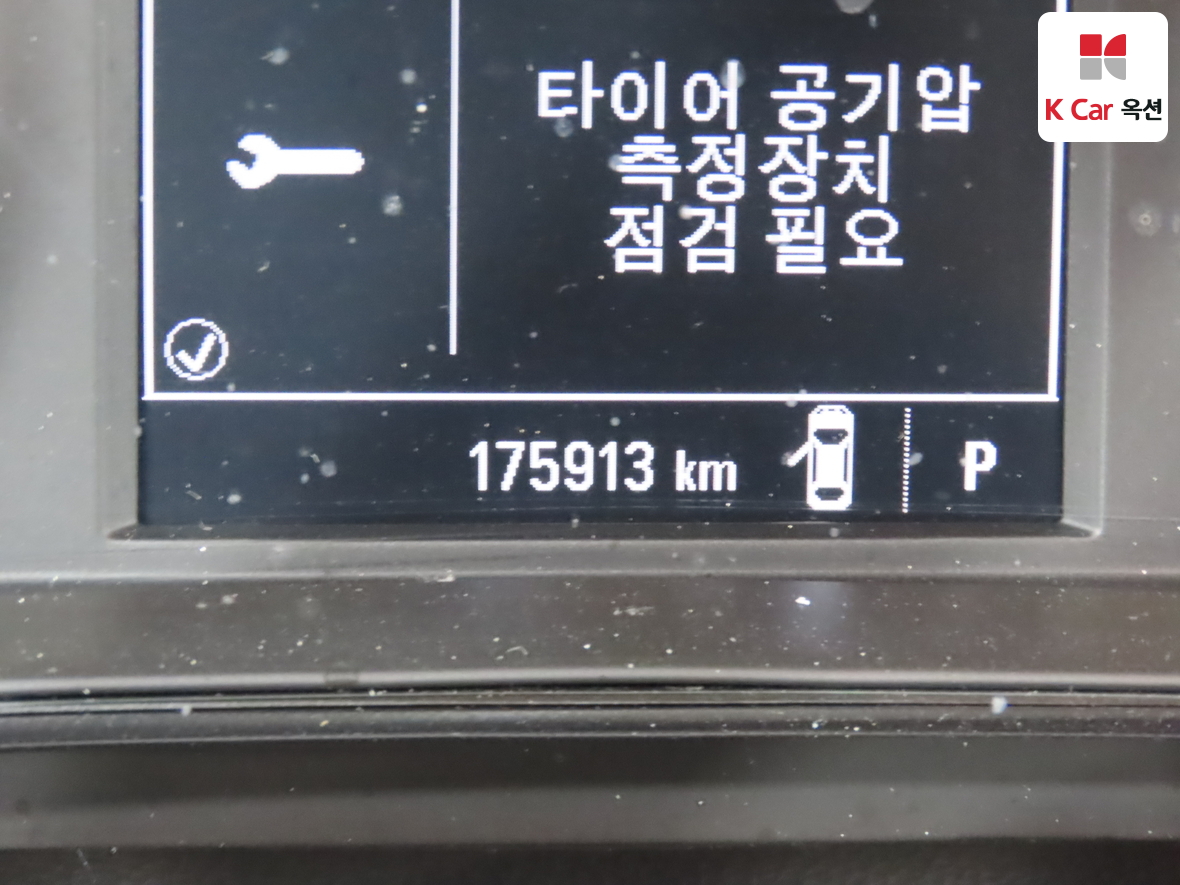 K Car 옥션
타이어 공기압
측정장치
점검 필요
175913 km
P